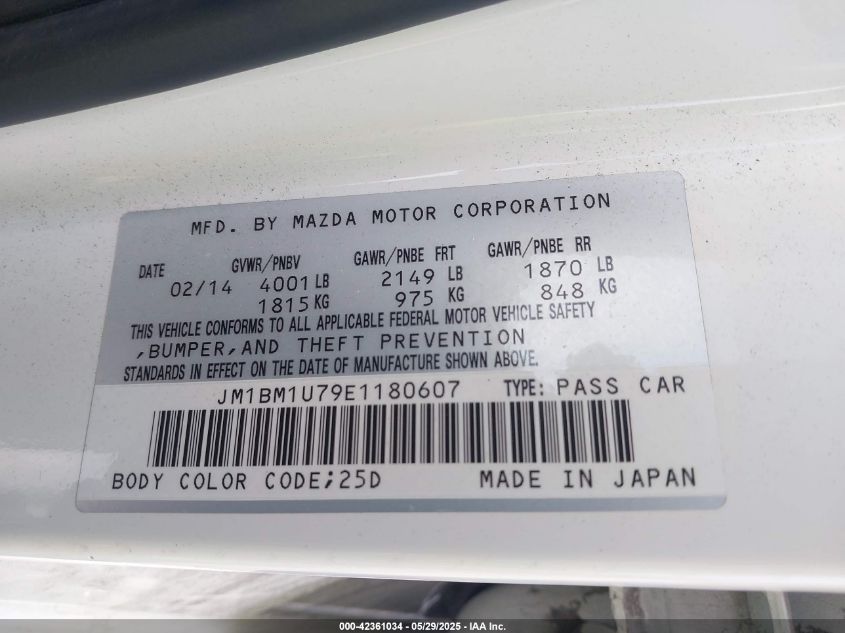 MFD. BY MAZDA MOTOR CORPORATION
DATE GVWR/PNBV GAWR/PNBE FRT GAWR/PNBE RR
02/14 4001 LB 2149 LB 1870 LB
1815 KG 975 KG 848 KG
THIS VEHICLE CONFORMS TO ALL APPLICABLE FEDERAL MOTOR VEHICLE SAFETY
,BUMPER,AND THEFT PREVENTION
STANDARDS IN EFFECT ON THE DATE OF MANUFACTURE SHOWN ABOVE.
JM1BM1U79E1180607 TYPE: PASS CAR
BODY COLOR CODE;25D MADE IN JAPAN
000-42361034 - 05/29/2025 - IAA Inc.